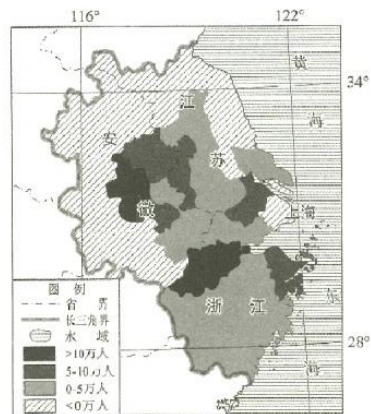 116° 122°
黄
34°
江
海
安
苏
徽
上海
图例
省界
东
长三角界
浙江
水域
>10万人
28°
5-10万人
海
0-5万人
<0万人